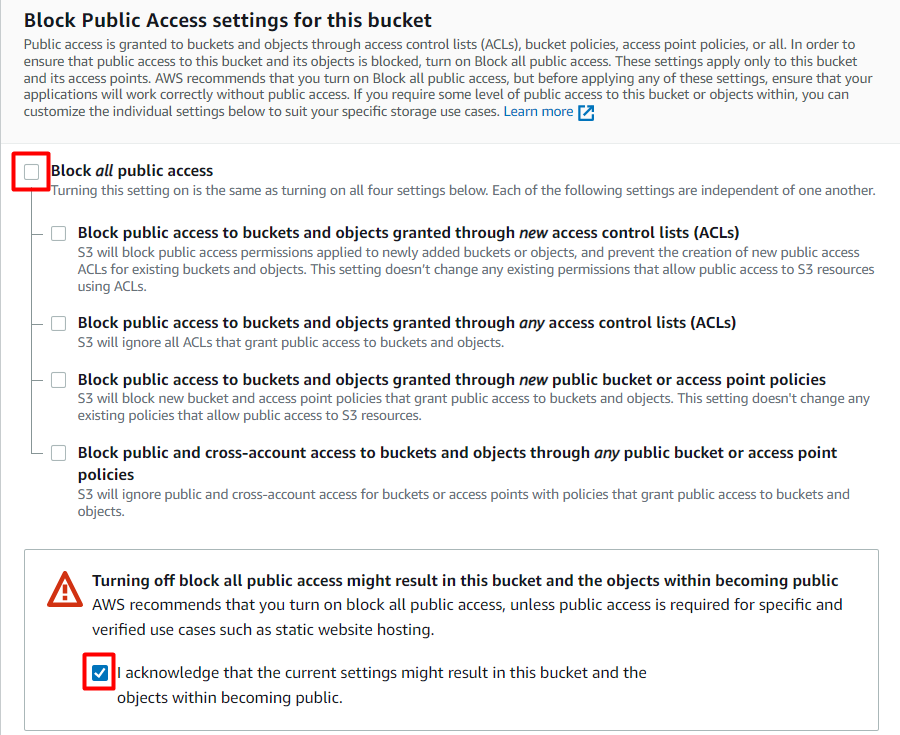 Block Public Access settings for this bucket
Public access is granted to buckets and objects through access control lists (ACLs), bucket policies, access point policies, or all. In order to
ensure that public access to this bucket and its objects is blocked, turn on Block all public access. These settings apply only to this bucket
and its access points. AWS recommends that you turn on Block all public access, but before applying any of these settings, ensure that your
applications will work correctly without public access. If you require some level of public access to this bucket or objects within, you can
customize the individual settings below to suit your specific storage use cases. Learn more
Block all public access
Turning this setting on is the same as turning on all four settings below. Each of the following settings are independent of one another.
Block public access to buckets and objects granted through new access control lists (ACLs)
S3 will block public access permissions applied to newly added buckets or objects, and prevent the creation of new public access
ACLs for existing buckets and objects. This setting doesn't change any existing permissions that allow public access to S3 resources
using ACLs.
Block public access to buckets and objects granted through any access control lists (ACLs)
S3 will ignore all ACLs that grant public access to buckets and objects.
Block public access to buckets and objects granted through new public bucket or access point policies
S3 will block new bucket and access point policies that grant public access to buckets and objects. This setting doesn't change any
existing policies that allow public access to S3 resources.
Block public and cross-account access to buckets and objects through any public bucket or access point
policies
S3 will ignore public and cross-account access for buckets or access points with policies that grant public access to buckets and
objects.
Turning off block all public access might result in this bucket and the objects within becoming public
AWS recommends that you turn on block all public access, unless public access is required for specific and
verified use cases such as static website hosting.
I acknowledge that the current settings might result in this bucket and the
objects within becoming public.